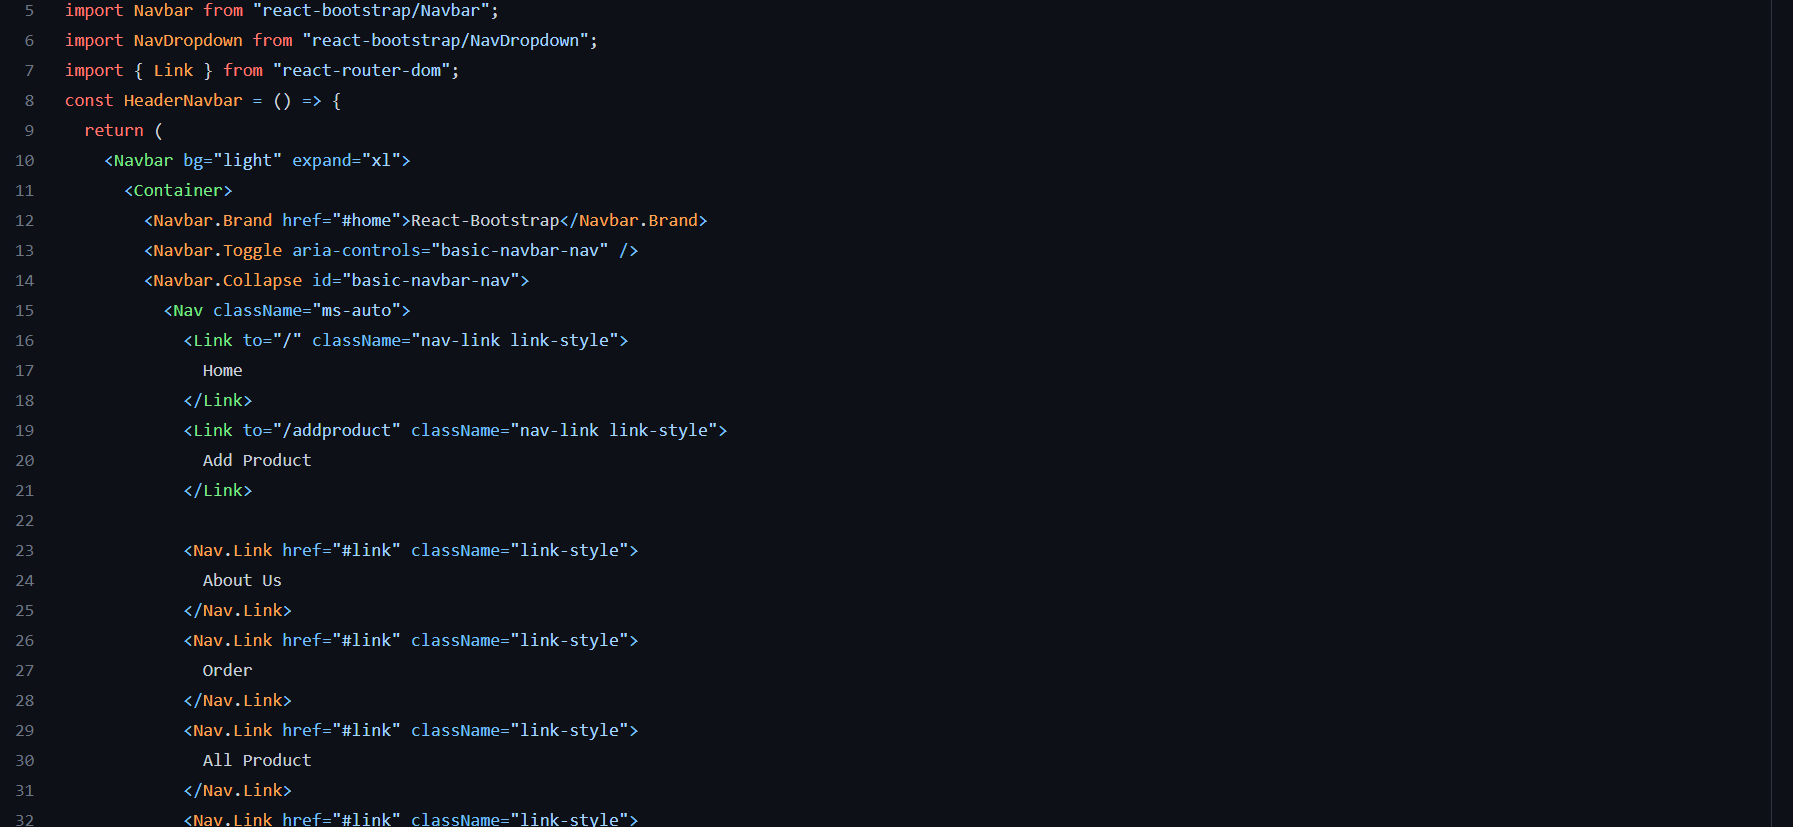 5 import Navbar from "react-bootstrap/Navbar";
6 import NavDropdown from "react-bootstrap/NavDropdown";
7 import { Link } from "react-router-dom";
8 const HeaderNavbar = () => {
9 return (
10 <Navbar bg="light" expand="xl">
11 <Container>
12 <Navbar.Brand href="#home">React-Bootstrap</Navbar.Brand>
13 <Navbar.Toggle aria-controls="basic-navbar-nav" />
14 <Navbar.Collapse id="basic-navbar-nav">
15 <Nav className="ms-auto">
16 <Link to="/" className="nav-link link-style">
17 Home
18 </Link>
19 <Link to="/addproduct" className="nav-link link-style">
20 Add Product
21 </Link>
22
23 <Nav.Link href="#link" className="link-style">
24 About Us
25 </Nav.Link>
26 <Nav.Link href="#link" className="link-style">
27 Order
28 </Nav.Link>
29 <Nav.Link href="#link" className="link-style">
30 All Product
31 </Nav.Link>
32 <Nav.Link href="#link" className="link-style">